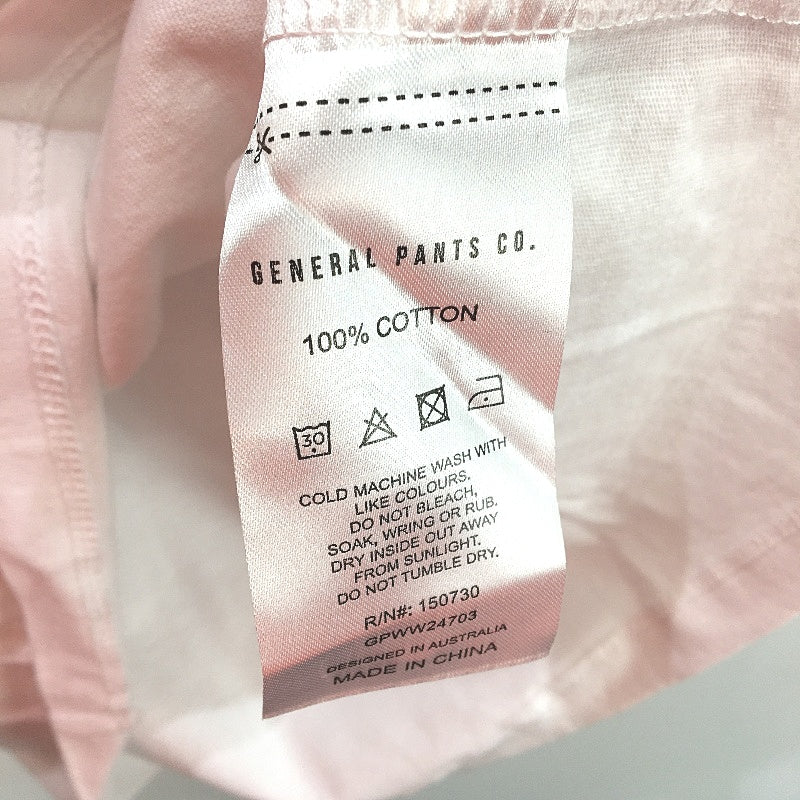 GENERAL PANTS CO.
100% COTTON
30
COLD MACHINE WASH WITH
LIKE COLOURS.
DO NOT BLEACH,
SOAK, WRING OR RUB.
DRY INSIDE OUT AWAY
FROM SUNLIGHT.
DO NOT TUMBLE DRY.
R/N#: 150730
GPWW24703
DESIGNED IN AUSTRALIA
MADE IN CHINA